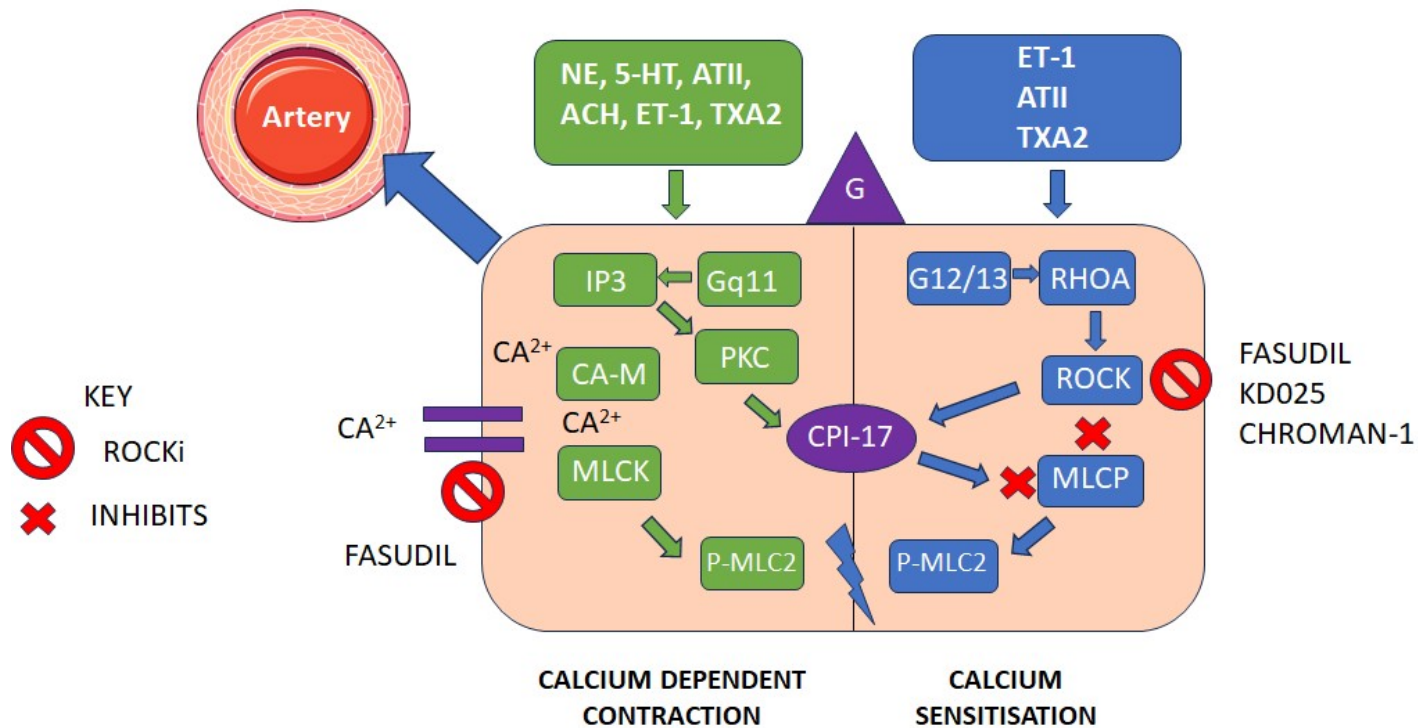 Artery
NE, 5-HT, ATII,
ACH, ET-1, TXA2
ET-1
ATII
TXA2
G
IP3
Gq11
G12/13
RHOA
CA²⁺
CA-M
PKC
ROCK
FASUDIL
KD025
CHROMAN-1
KEY
ROCKi
INHIBITS
CA²⁺
CA²⁺
MLCK
CPI-17
MLCP
FASUDIL
P-MLC2
P-MLC2
CALCIUM DEPENDENT
CONTRACTION
CALCIUM
SENSITISATION